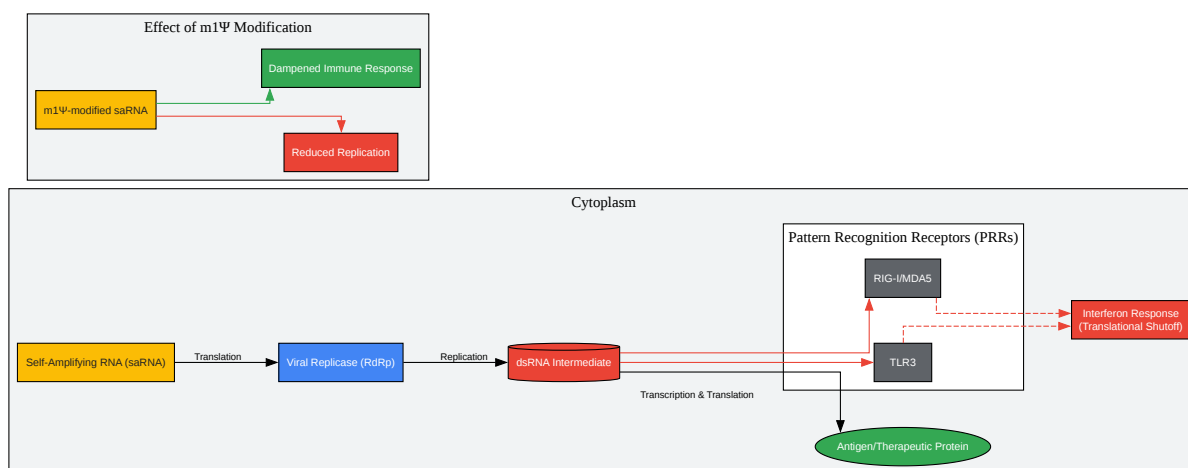 Effect of m1Ψ Modification
Dampened Immune Response
m1Ψ-modified saRNA
Reduced Replication
Cytoplasm
Pattern Recognition Receptors (PRRs)
RIG-I/MDA5
Interferon Response
(Translational Shutoff)
Self-Amplifying RNA (saRNA)
Translation
Viral Replicase (RdRp)
Replication
dsRNA Intermediate
TLR3
Transcription & Translation
Antigen/Therapeutic Protein